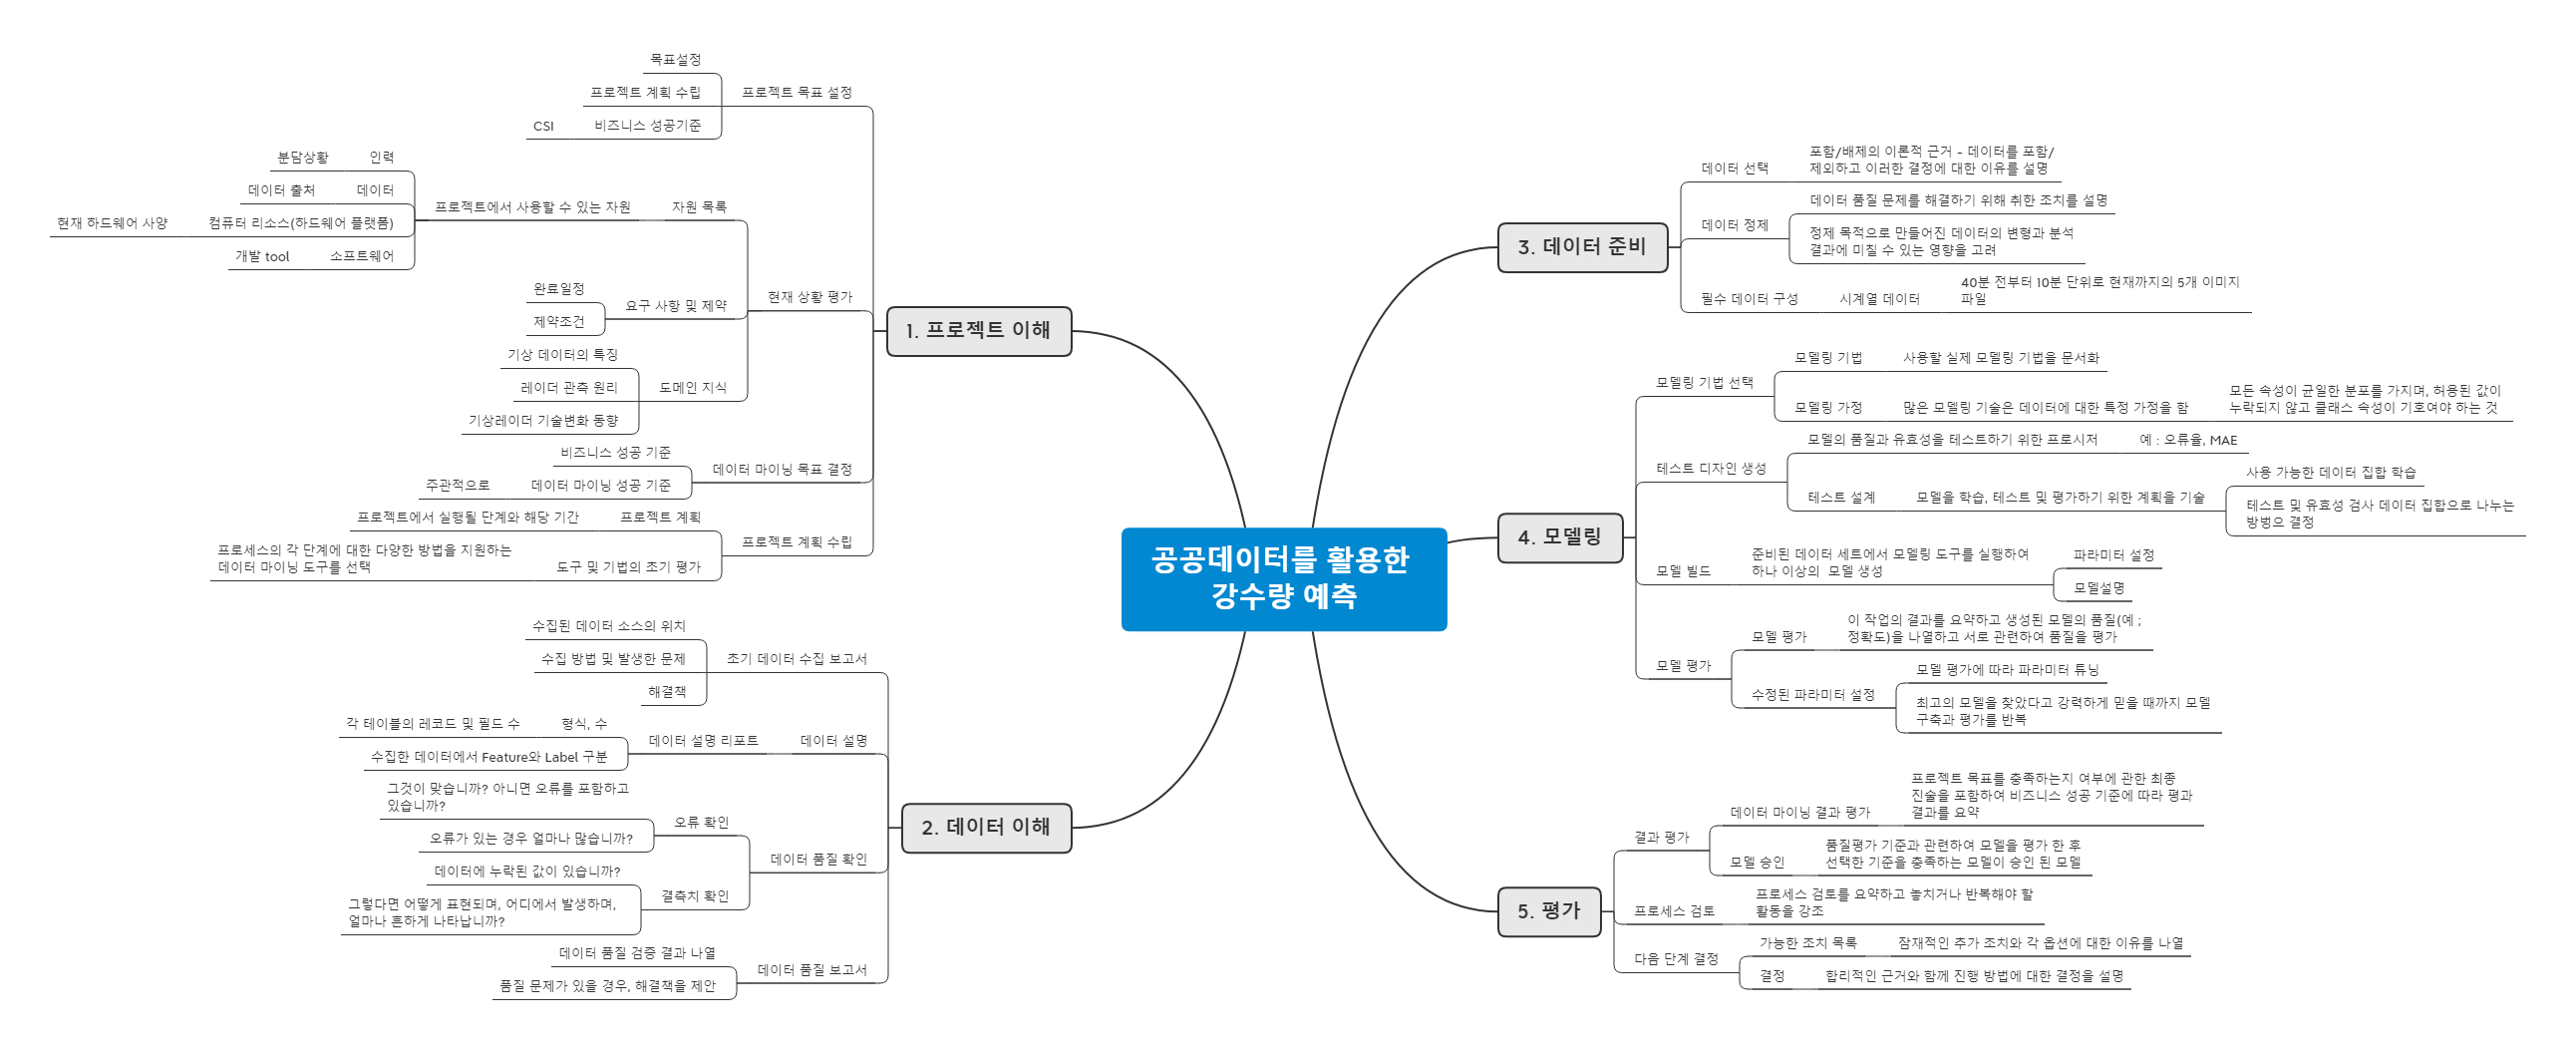 공공데이터를 활용한
강수량 예측
1. 프로젝트 이해
프로젝트 목표 설정
목표설정
프로젝트 계획 수립
비즈니스 성공기준
CSI
현재 상황 평가
자원 목록
프로젝트에서 사용할 수 있는 자원
인력
분담상황
데이터
데이터 출처
컴퓨터 리소스(하드웨어 플랫폼)
현재 하드웨어 사양
소프트웨어
개발 tool
요구 사항 및 제약
완료일정
제약조건
도메인 지식
기상 데이터의 특징
레이더 관측 원리
기상레이더 기술변화 동향
데이터 마이닝 목표 결정
비즈니스 성공 기준
데이터 마이닝 성공 기준
주관적으로
프로젝트 계획 수립
프로젝트 계획
프로젝트에서 실행될 단계와 해당 기간
도구 및 기법의 초기 평가
프로세스의 각 단계에 대한 다양한 방법을 지원하는
데이터 마이닝 도구를 선택
2. 데이터 이해
초기 데이터 수집 보고서
수집된 데이터 소스의 위치
수집 방법 및 발생한 문제
해결책
데이터 설명
데이터 설명 리포트
형식, 수
각 테이블의 레코드 및 필드 수
수집한 데이터에서 Feature와 Label 구분
데이터 품질 확인
오류 확인
그것이 맞습니까? 아니면 오류를 포함하고
있습니까?
오류가 있는 경우 얼마나 많습니까?
결측치 확인
데이터에 누락된 값이 있습니까?
그렇다면 어떻게 표현되며, 어디에서 발생하며,
얼마나 흔하게 나타납니까?
데이터 품질 보고서
데이터 품질 검증 결과 나열
품질 문제가 있을 경우, 해결책을 제안
3. 데이터 준비
데이터 선택
포함/배제의 이론적 근거 - 데이터를 포함/
제외하고 이러한 결정에 대한 이유를 설명
데이터 정제
데이터 품질 문제를 해결하기 위해 취한 조치를 설명
정제 목적으로 만들어진 데이터의 변형과 분석
결과에 미칠 수 있는 영향을 고려
필수 데이터 구성
시계열 데이터
40분 전부터 10분 단위로 현재까지의 5개 이미지
파일
4. 모델링
모델링 기법 선택
모델링 기법
사용할 실제 모델링 기법을 문서화
모델링 가정
많은 모델링 기술은 데이터에 대한 특정 가정을 함
모든 속성이 균일한 분포를 가지며, 허용된 값이
누락되지 않고 클래스 속성이 기호여야 하는 것
테스트 디자인 생성
모델의 품질과 유효성을 테스트하기 위한 프로시저
예 : 오류율, MAE
테스트 설계
모델을 학습, 테스트 및 평가하기 위한 계획을 기술
사용 가능한 데이터 집합 학습
테스트 및 유효성 검사 데이터 집합으로 나누는
방벙으 결정
모델 빌드
준비된 데이터 세트에서 모델링 도구를 실행하여
하나 이상의 모델 생성
파라미터 설정
모델설명
모델 평가
모델 평가
이 작업의 결과를 요약하고 생성된 모델의 품질(예 ;
정확도)을 나열하고 서로 관련하여 품질을 평가
수정된 파라미터 설정
모델 평가에 따라 파라미터 튜닝
최고의 모델을 찾았다고 강력하게 믿을 때까지 모델
구축과 평가를 반복
5. 평가
결과 평가
데이터 마이닝 결과 평가
프로젝트 목표를 충족하는지 여부에 관한 최종
진술을 포함하여 비즈니스 성공 기준에 따라 평과
결과를 요약
모델 승인
품질평가 기준과 관련하여 모델을 평가 한 후
선택한 기준을 충족하는 모델이 승인 된 모델
프로세스 검토
프로세스 검토를 요약하고 놓치거나 반복해야 할
활동을 강조
다음 단계 결정
가능한 조치 목록
잠재적인 추가 조치와 각 옵션에 대한 이유를 나열
결정
합리적인 근거와 함께 진행 방법에 대한 결정을 설명